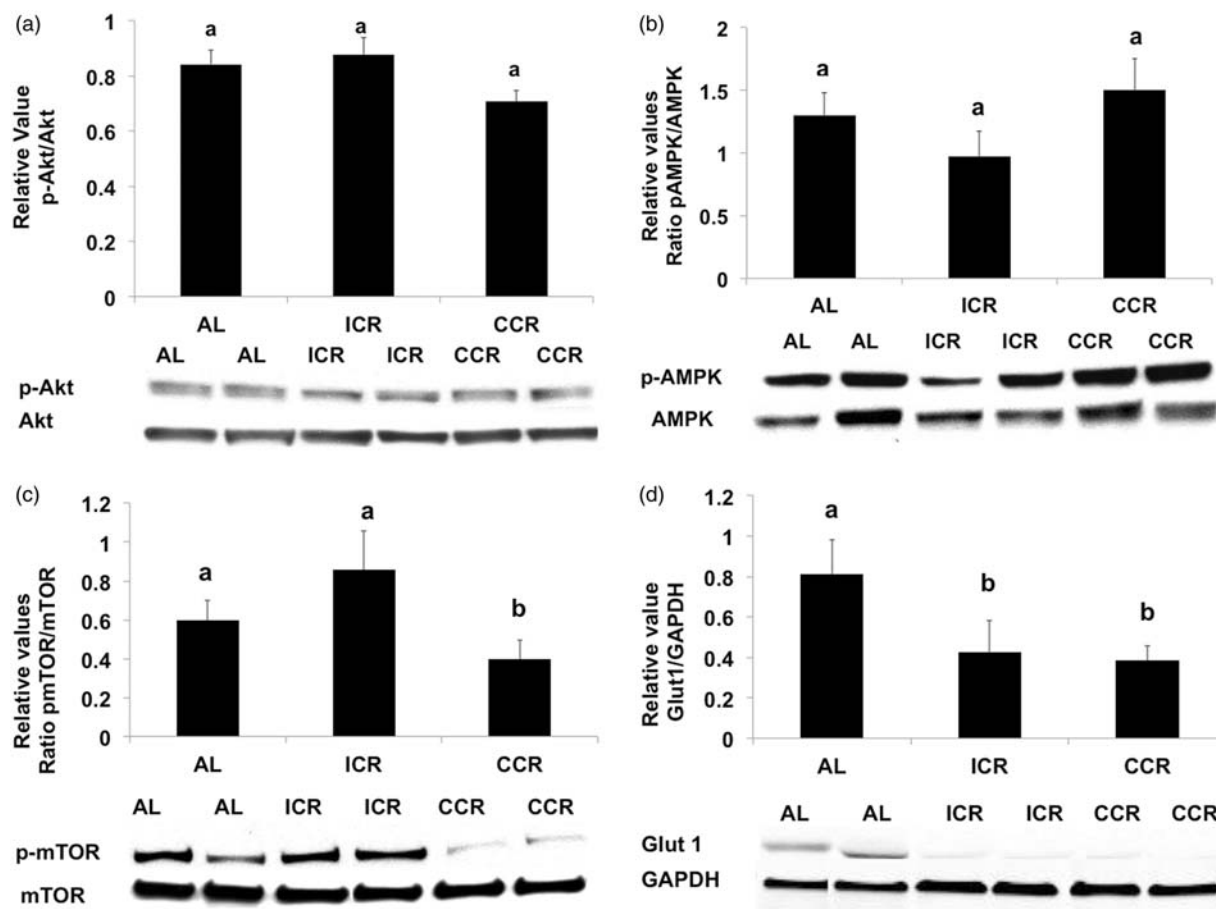 (a)
Relative Value
p-Akt/Akt
1
0.8
0.6
0.4
0.2
0
a
a
a
AL
ICR
CCR
AL AL ICR ICR CCR CCR
p-Akt
Akt
(b)
Relative values
Ratio pAMPK/AMPK
2
1.5
1
0.5
0
a
a
a
AL
ICR
CCR
AL AL ICR ICR CCR CCR
p-AMPK
AMPK
(c)
Relative values
Ratio pmTOR/mTOR
1.2
1
0.8
0.6
0.4
0.2
0
a
a
b
AL
ICR
CCR
AL AL ICR ICR CCR CCR
p-mTOR
mTOR
(d)
Relative value
Glut1/GAPDH
1.2
1
0.8
0.6
0.4
0.2
0
a
b
b
AL
ICR
CCR
AL AL ICR ICR CCR CCR
Glut 1
GAPDH